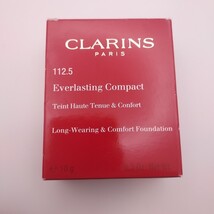 CLARINS
PARIS
112.5
Everlasting Compact
Teint Haute Tenue & Confort
Long-Wearing & Comfort Foundation